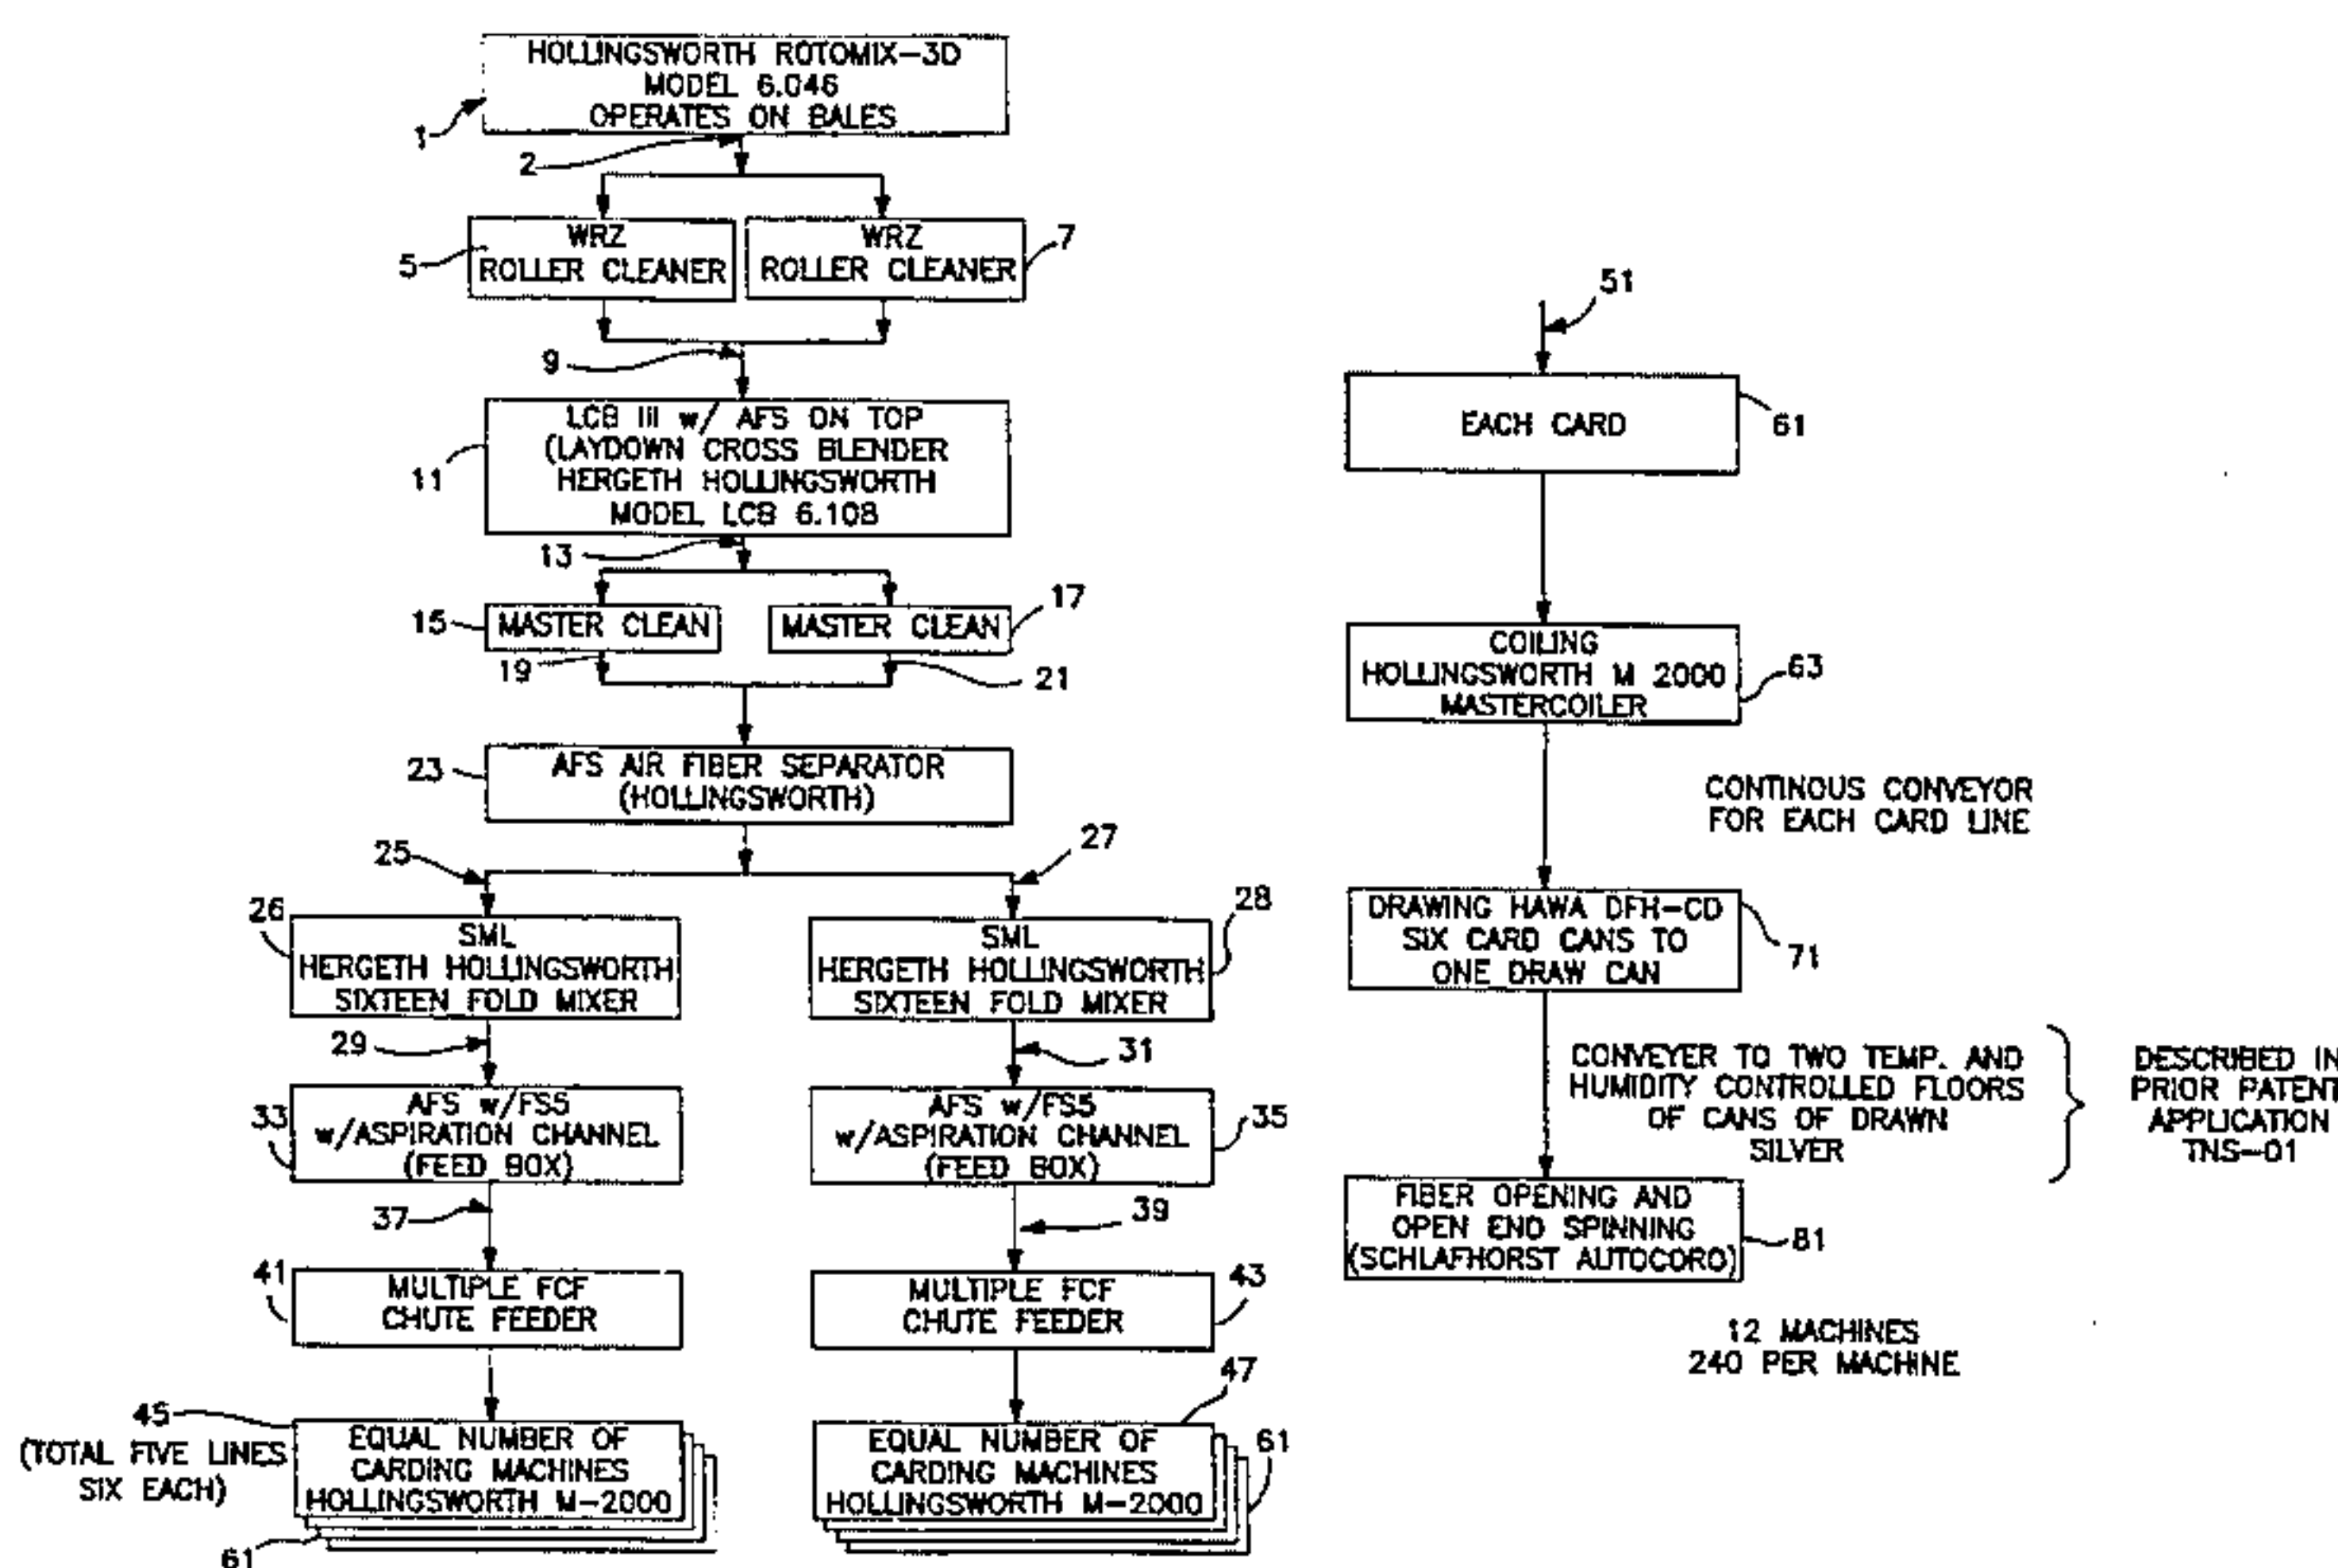 HOLLINGSWORTH ROTOMIX-3D
MODEL 6.046
OPERATES ON BALES
1
2
WRZ
ROLLER CLEANER
5
WRZ
ROLLER CLEANER
7
9
LCB III w/ AFS ON TOP
(LAYDOWN CROSS BLENDER
HERGETH HOLLINGSWORTH
MODEL LCB 6.108
11
13
15
MASTER CLEAN
MASTER CLEAN
17
19
21
23
AFS AIR FIBER SEPARATOR
(HOLLINGSWORTH)
25
27
26
SML
HERGETH HOLLINGSWORTH
SIXTEEN FOLD MIXER
SML
HERGETH HOLLINGSWORTH
SIXTEEN FOLD MIXER
28
29
31
33
AFS w/FS5
w/ASPIRATION CHANNEL
(FEED BOX)
AFS w/FS5
w/ASPIRATION CHANNEL
(FEED BOX)
35
37
39
41
MULTIPLE FCF
CHUTE FEEDER
MULTIPLE FCF
CHUTE FEEDER
43
45
(TOTAL FIVE LINES
SIX EACH)
EQUAL NUMBER OF
CARDING MACHINES
HOLLINGSWORTH M-2000
61
47
EQUAL NUMBER OF
CARDING MACHINES
HOLLINGSWORTH M-2000
61
51
EACH CARD
61
COILING
HOLLINGSWORTH M 2000
MASTERCOILER
63
CONTINOUS CONVEYOR
FOR EACH CARD LINE
DRAWING HAWA DFH-CD
SIX CARD CANS TO
ONE DRAW CAN
71
CONVEYER TO TWO TEMP. AND
HUMIDITY CONTROLLED FLOORS
OF CANS OF DRAWN
SILVER
DESCRIBED IN
PRIOR PATENT
APPLICATION
TNS-01
FIBER OPENING AND
OPEN END SPINNING
(SCHLAFHORST AUTOCORO)
81
12 MACHINES
240 PER MACHINE